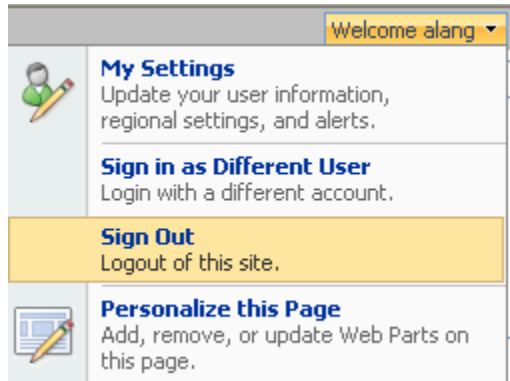 Welcome alang
My Settings
Update your user information,
regional settings, and alerts.
Sign in as Different User
Login with a different account.
Sign Out
Logout of this site.
Personalize this Page
Add, remove, or update Web Parts on
this page.